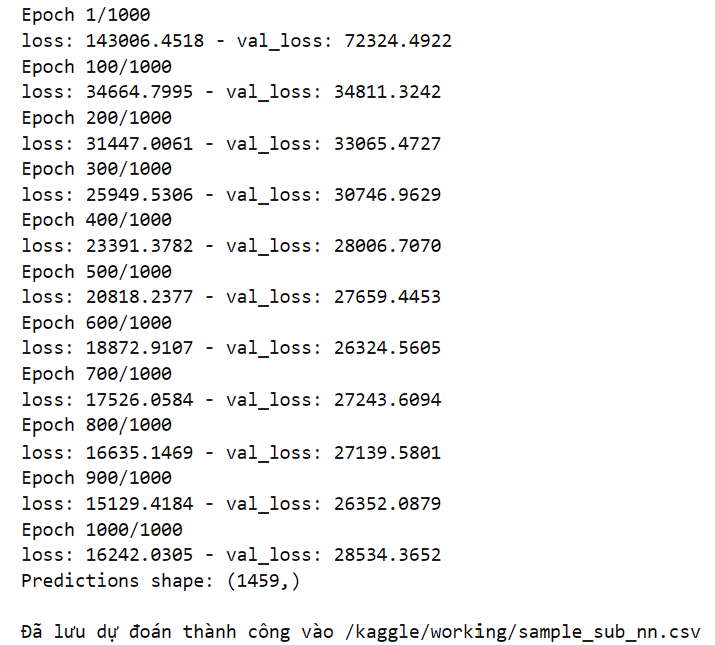 Epoch 1/1000
loss: 143006.4518 - val_loss: 72324.4922
Epoch 100/1000
loss: 34664.7995 - val_loss: 34811.3242
Epoch 200/1000
loss: 31447.0061 - val_loss: 33065.4727
Epoch 300/1000
loss: 25949.5306 - val_loss: 30746.9629
Epoch 400/1000
loss: 23391.3782 - val_loss: 28006.7070
Epoch 500/1000
loss: 20818.2377 - val_loss: 27659.4453
Epoch 600/1000
loss: 18872.9107 - val_loss: 26324.5605
Epoch 700/1000
loss: 17526.0584 - val_loss: 27243.6094
Epoch 800/1000
loss: 16635.1469 - val_loss: 27139.5801
Epoch 900/1000
loss: 15129.4184 - val_loss: 26352.0879
Epoch 1000/1000
loss: 16242.0305 - val_loss: 28534.3652
Predictions shape: (1459,)
Đã lưu dự đoán thành công vào /kaggle/working/sample_sub_nn.csv